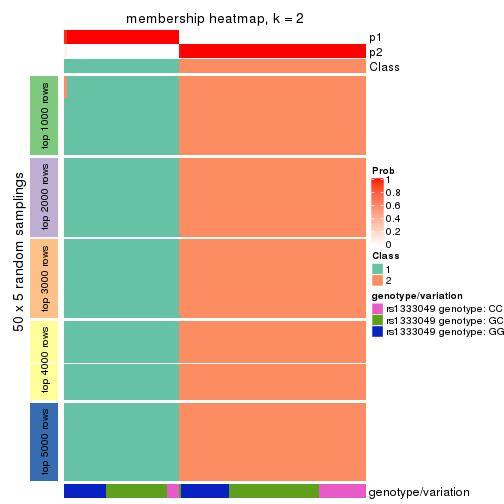 membership heatmap, k = 2
p1
p2
Class
50 x 5 random samplings
top 1000 rows
top 2000 rows
top 3000 rows
top 4000 rows
top 5000 rows
Prob
1
0.8
0.6
0.4
0.2
0
Class
1
2
genotype/variation
rs1333049 genotype: CC
rs1333049 genotype: GC
rs1333049 genotype: GG
genotype/variation